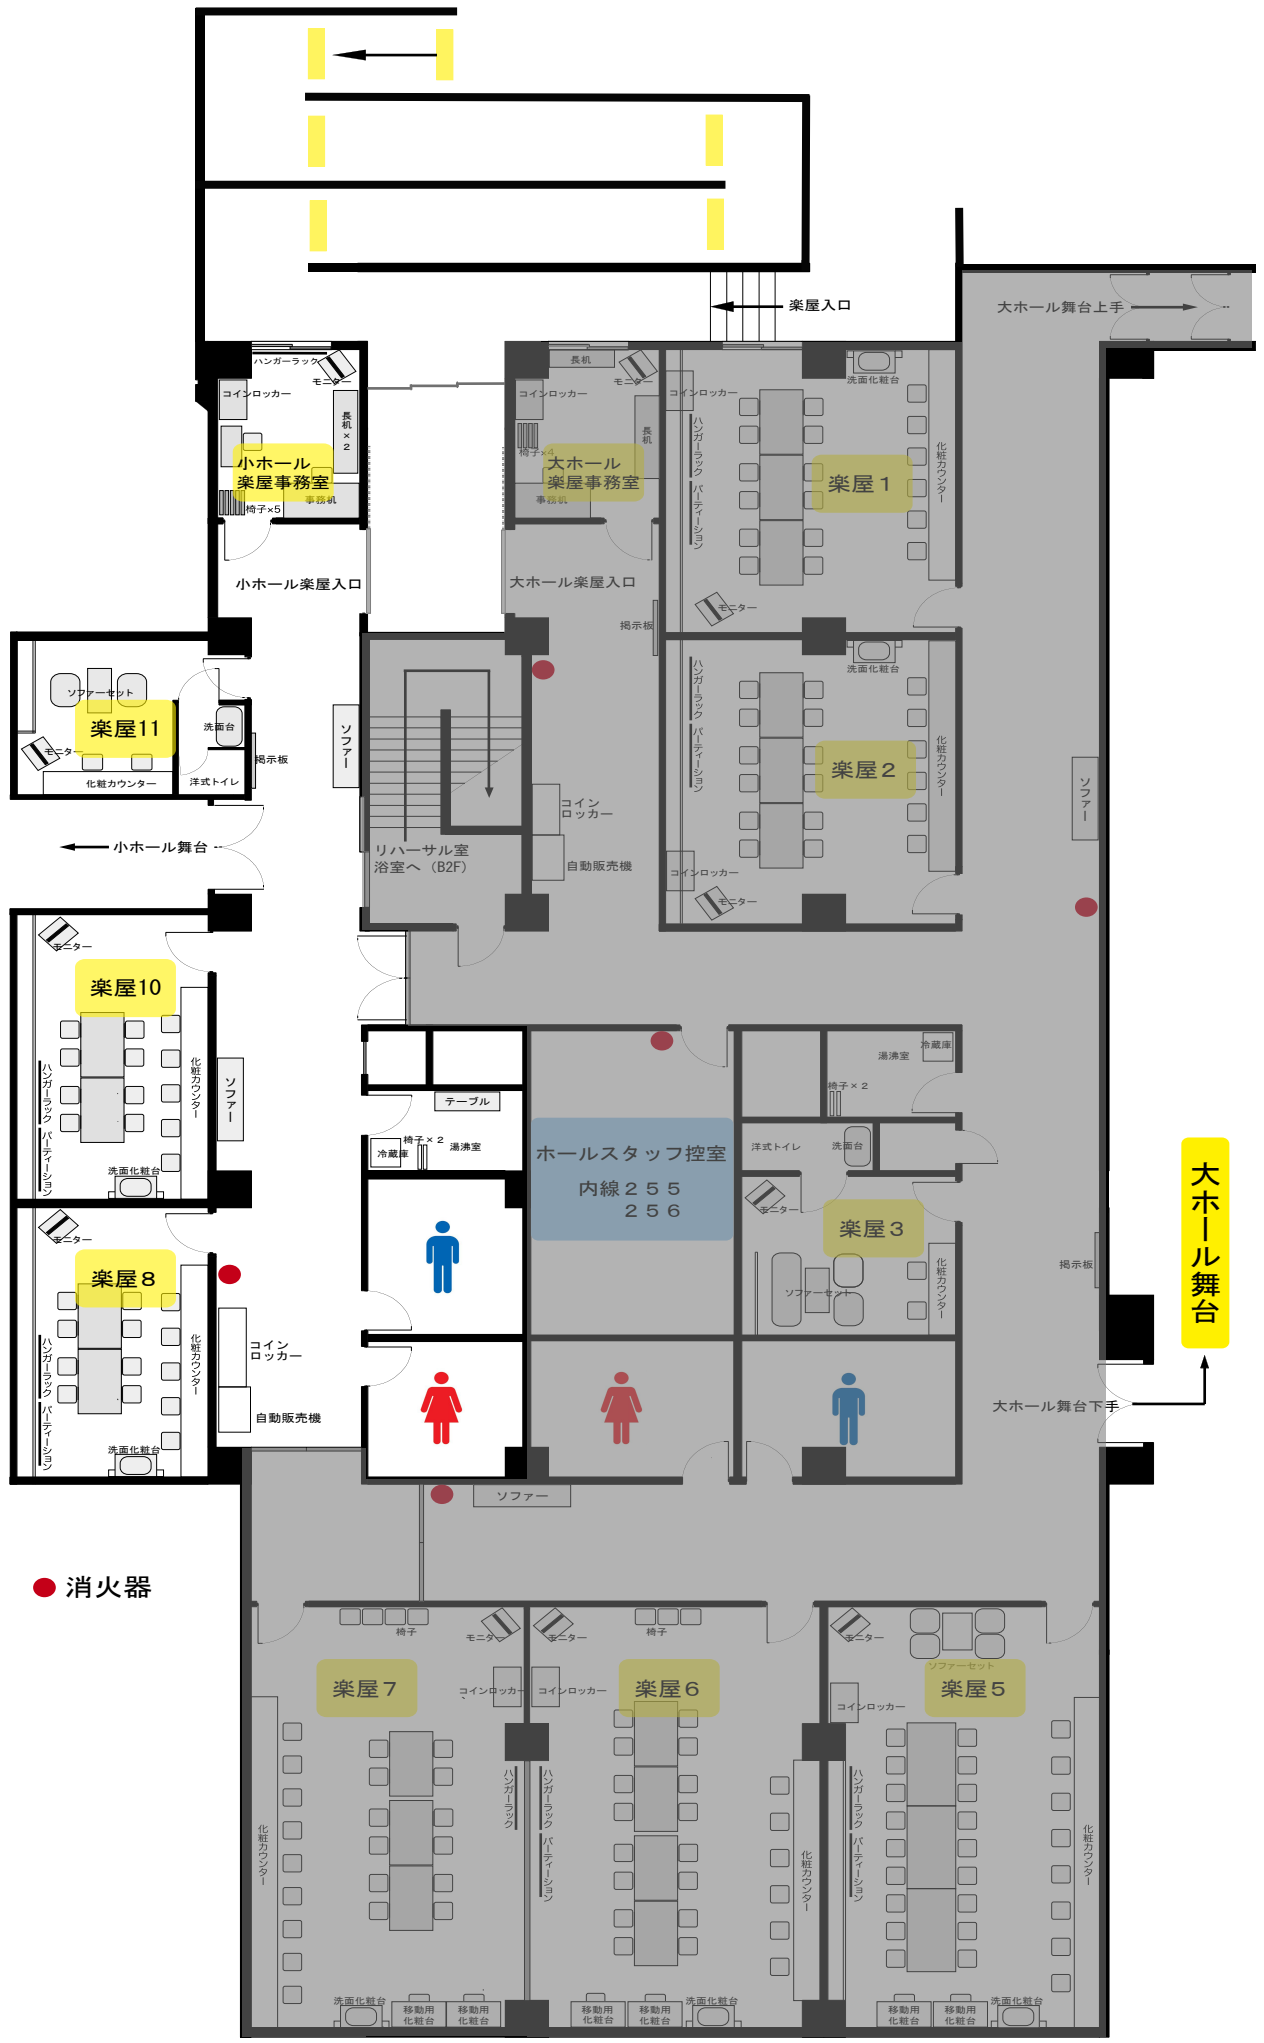 楽屋入口
大ホール舞台上手
ハンガーラック
モニター
コインロッカー
長机×2
小ホール
楽屋事務室
椅子×5
事務机
長机
モニター
コインロッカー
長机
椅子×4
大ホール
楽屋事務室
事務机
コインロッカー
ハンガーラック
パーティション
洗面化粧台
化粧カウンター
楽屋1
モニター
小ホール楽屋入口
大ホール楽屋入口
掲示板
ソファーセット
楽屋11
モニター
化粧カウンター
洗面台
洋式トイレ
掲示板
ソファー
小ホール舞台
リハーサル室
浴室へ（B2F）
コイン
ロッカー
自動販売機
ハンガーラック
パーティション
洗面化粧台
化粧カウンター
楽屋2
コインロッカー
モニター
ソファー
モニター
楽屋10
ハンガーラック
パーティション
化粧カウンター
洗面化粧台
ソファー
テーブル
椅子×2
冷蔵庫
湯沸室
ホールスタッフ控室
内線255
256
湯沸室
冷蔵庫
椅子×2
洋式トイレ
洗面台
モニター
楽屋3
ソファーセット
化粧カウンター
掲示板
大ホール舞台
大ホール舞台下手
モニター
楽屋8
ハンガーラック
パーティション
化粧カウンター
洗面化粧台
コイン
ロッカー
自動販売機
ソファー
消火器
椅子
モニター
楽屋7
コインロッカー
ハンガーラック
化粧カウンター
洗面化粧台
移動用
化粧台
移動用
化粧台
モニター
椅子
コインロッカー
楽屋6
ハンガーラック
パーティション
化粧カウンター
移動用
化粧台
移動用
化粧台
洗面化粧台
モニター
ソファーセット
コインロッカー
楽屋5
ハンガーラック
パーティション
化粧カウンター
移動用
化粧台
移動用
化粧台
洗面化粧台